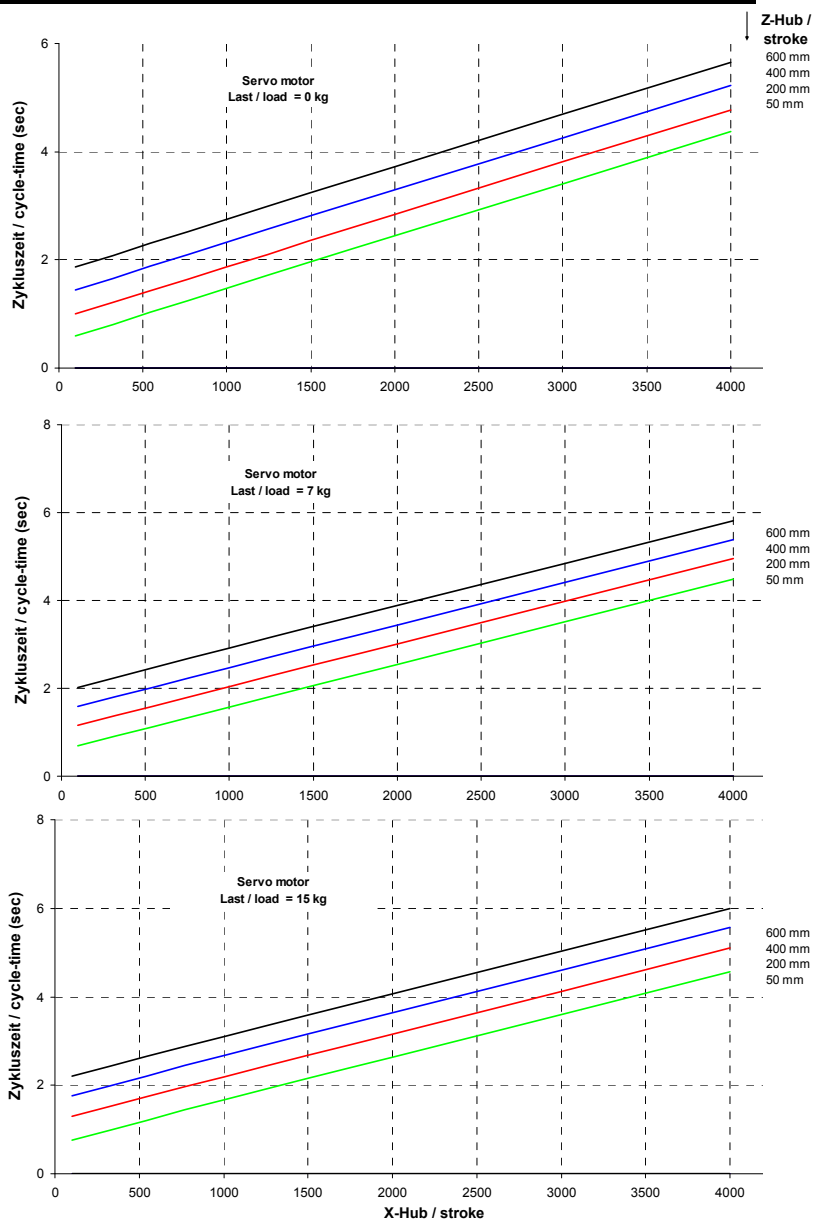 Z-Hub /
stroke
600 mm
400 mm
200 mm
50 mm
Zykluszeit / cycle-time (sec)
6
4
2
0
Servo motor
Last / load = 0 kg
0 500 1000 1500 2000 2500 3000 3500 4000
Zykluszeit / cycle-time (sec)
8
6
4
2
0
Servo motor
Last / load = 7 kg
600 mm
400 mm
200 mm
50 mm
0 500 1000 1500 2000 2500 3000 3500 4000
Zykluszeit / cycle-time (sec)
8
6
4
2
0
Servo motor
Last / load = 15 kg
600 mm
400 mm
200 mm
50 mm
0 500 1000 1500 2000 2500 3000 3500 4000
X-Hub / stroke